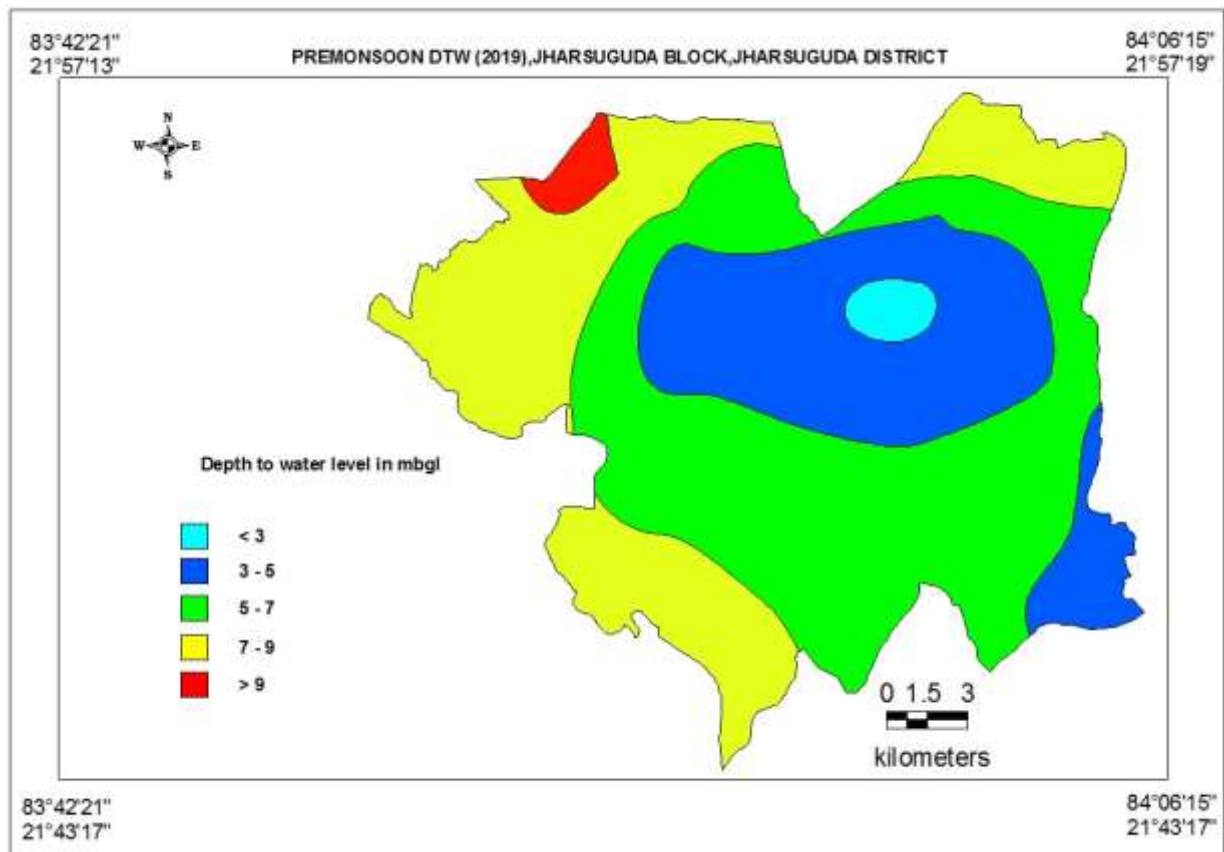 83°42'21"
21°57'13"
PREMONSOON DTW (2019),JHARSUGUDA BLOCK,JHARSUGUDA DISTRICT
84°06'15"
21°57'19"
N
W E
S
Depth to water level in mbgl
< 3
3 - 5
5 - 7
7 - 9
> 9
0 1.5 3
kilometers
83°42'21"
21°43'17"
84°06'15"
21°43'17"